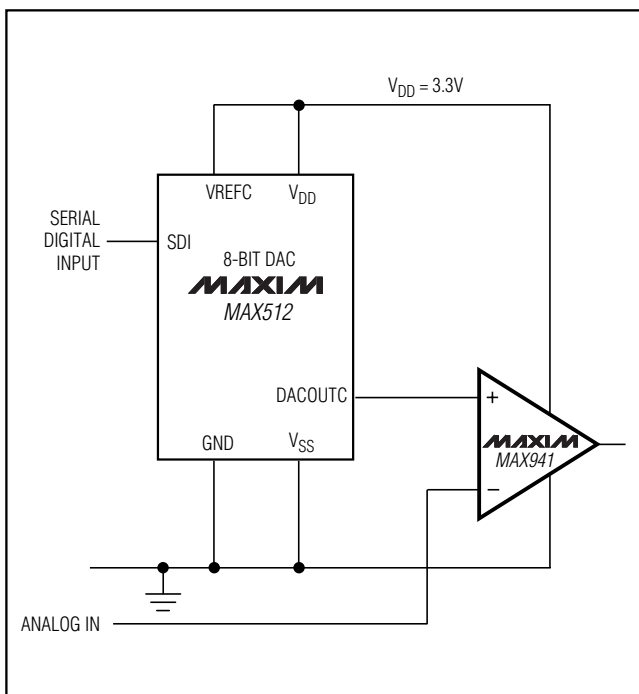 V_DD = 3.3V
VREFC
V_DD
SERIAL
DIGITAL
INPUT
SDI
8-BIT DAC
MAXIM
MAX512
DACOUTC
GND
V_SS
+
MAXIM
MAX941
−
ANALOG IN